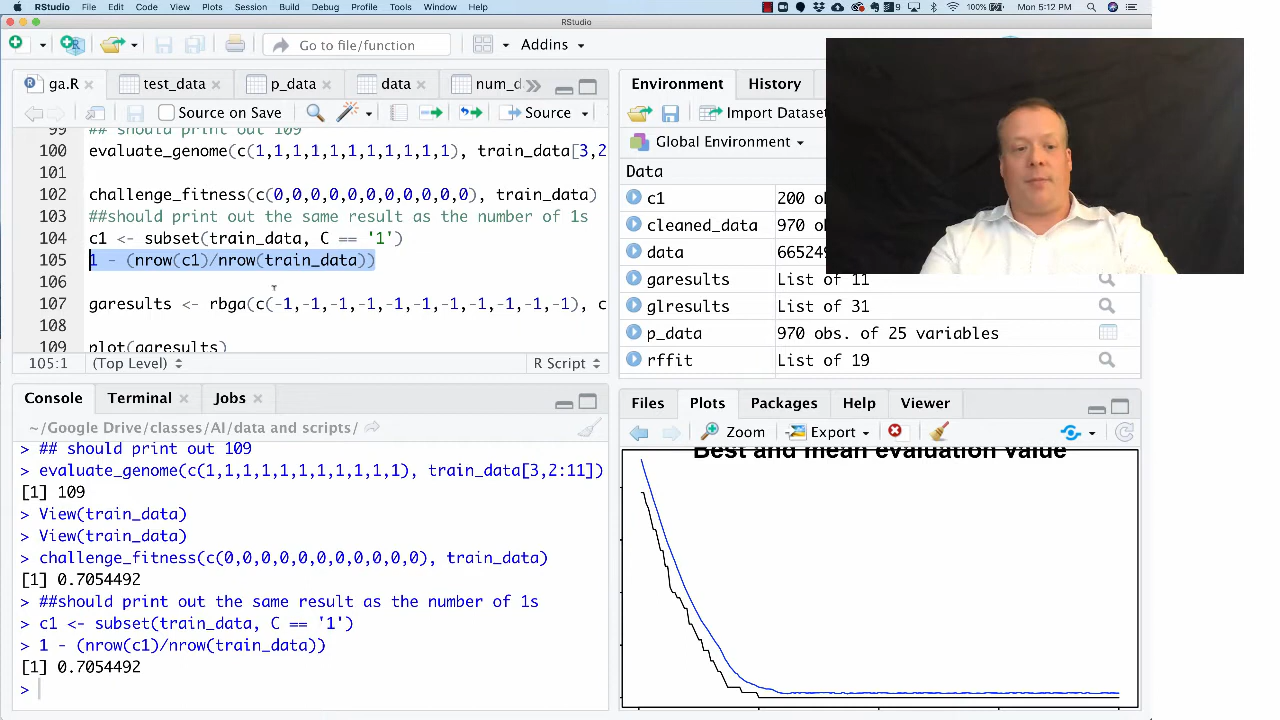 RStudio File Edit Code View Plots Session Build Debug Profile Tools Window Help
100% Mon 5:12 PM
RStudio
Go to file/function
Addins
ga.R
test_data
p_data
data
num_d
Source on Save
Source
99 ## should print out 109
100 evaluate_genome(c(1,1,1,1,1,1,1,1,1,1,1), train_data[3,2
101
102 challenge_fitness(c(0,0,0,0,0,0,0,0,0,0,0), train_data)
103 ##should print out the same result as the number of 1s
104 c1 <- subset(train_data, C == '1')
105 1 - (nrow(c1)/nrow(train_data))
106
107 garesults <- rbga(c(-1,-1,-1,-1,-1,-1,-1,-1,-1,-1,-1), c
108
109 plot(garesults)
105:1 (Top Level) R Script
Console Terminal Jobs
~/Google Drive/classes/AI/data and scripts/
> ## should print out 109
> evaluate_genome(c(1,1,1,1,1,1,1,1,1,1,1), train_data[3,2:11])
[1] 109
> View(train_data)
> View(train_data)
> challenge_fitness(c(0,0,0,0,0,0,0,0,0,0,0), train_data)
[1] 0.7054492
> ##should print out the same result as the number of 1s
> c1 <- subset(train_data, C == '1')
> 1 - (nrow(c1)/nrow(train_data))
[1] 0.7054492
>
Environment History
Import Dataset
Global Environment
Data
c1 200 ob
cleaned_data 970 ob
data 665249
garesults List of 11
glresults List of 31
p_data 970 obs. of 25 variables
rffit List of 19
Files Plots Packages Help Viewer
Zoom Export
Best and mean evaluation value